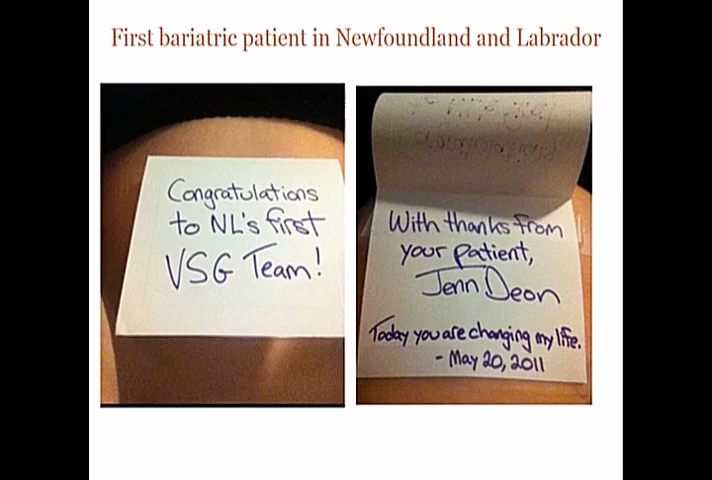 First bariatric patient in Newfoundland and Labrador
Congratulations
to NL's first
VSG Team!
With thanks from
your patient,
Jenn Deon
Today you are changing my life.
- May 20, 2011